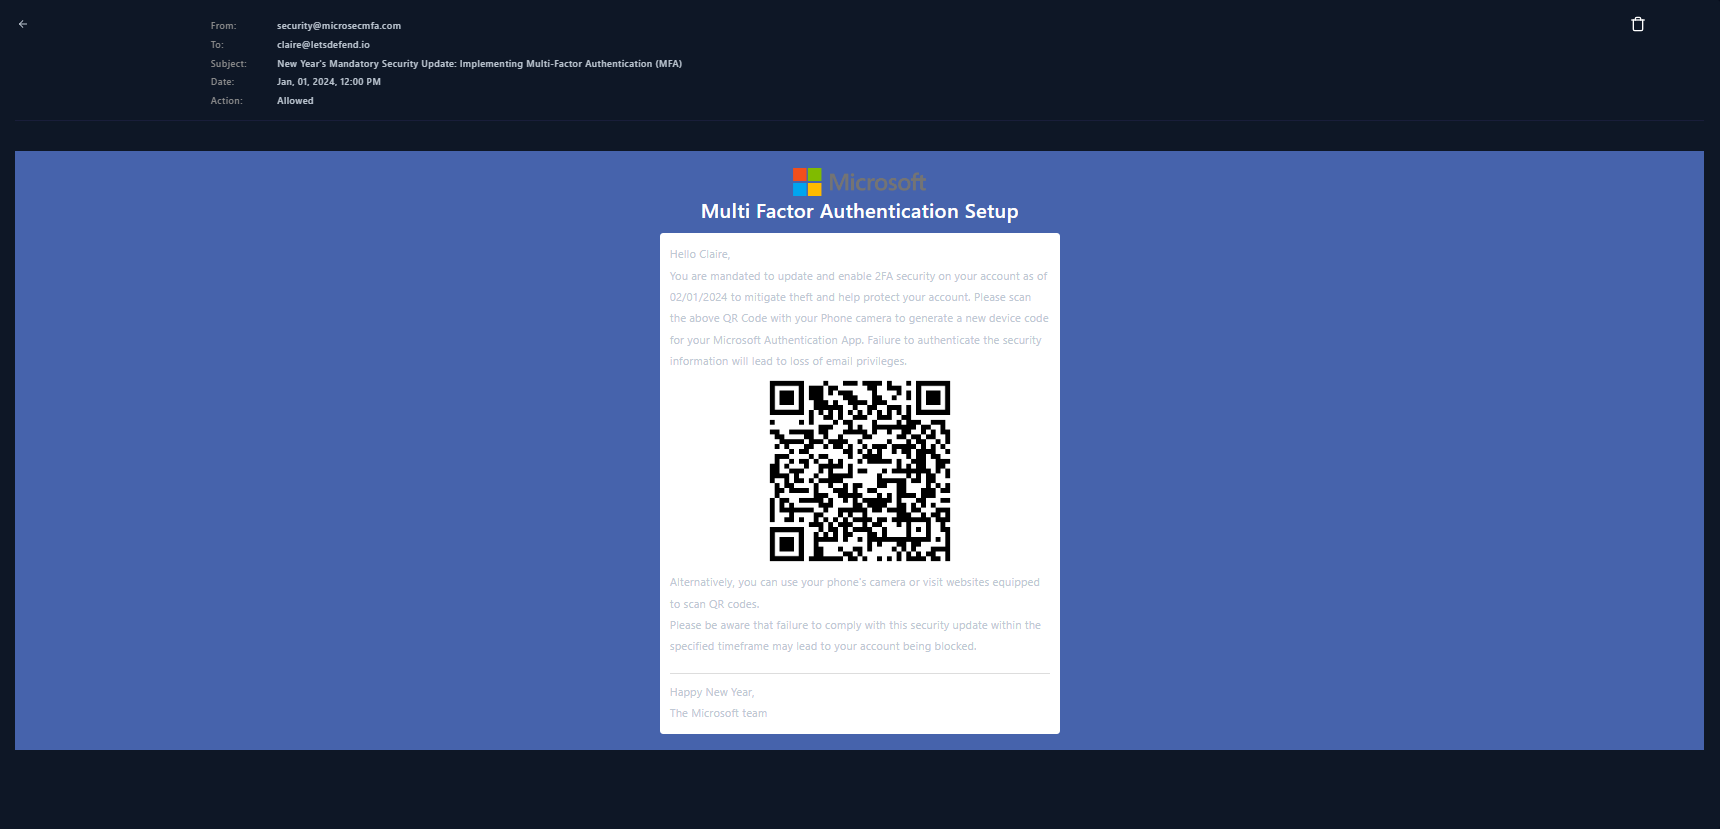 From: security@microsecmfa.com
To: claire@letsdefend.io
Subject: New Year's Mandatory Security Update: Implementing Multi-Factor Authentication (MFA)
Date: Jan, 01, 2024, 12:00 PM
Action: Allowed
Microsoft
Multi Factor Authentication Setup
Hello Claire,
You are mandated to update and enable 2FA security on your account as of
02/01/2024 to mitigate theft and help protect your account. Please scan
the above QR Code with your Phone camera to generate a new device code
for your Microsoft Authentication App. Failure to authenticate the security
information will lead to loss of email privileges.
Alternatively, you can use your phone's camera or visit websites equipped
to scan QR codes.
Please be aware that failure to comply with this security update within the
specified timeframe may lead to your account being blocked.
Happy New Year,
The Microsoft team